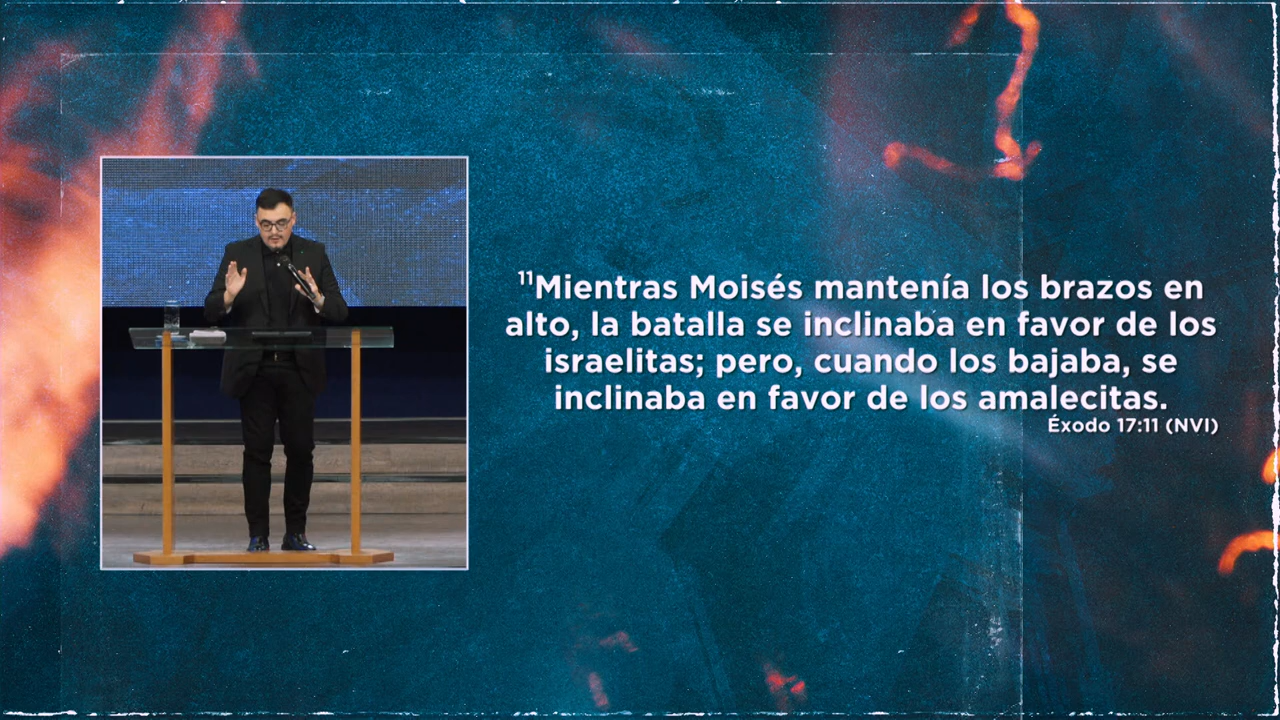 ¹¹Mientras Moisés mantenía los brazos en
alto, la batalla se inclinaba en favor de los
israelitas; pero, cuando los bajaba, se
inclinaba en favor de los amalecitas.
Éxodo 17:11 (NVI)